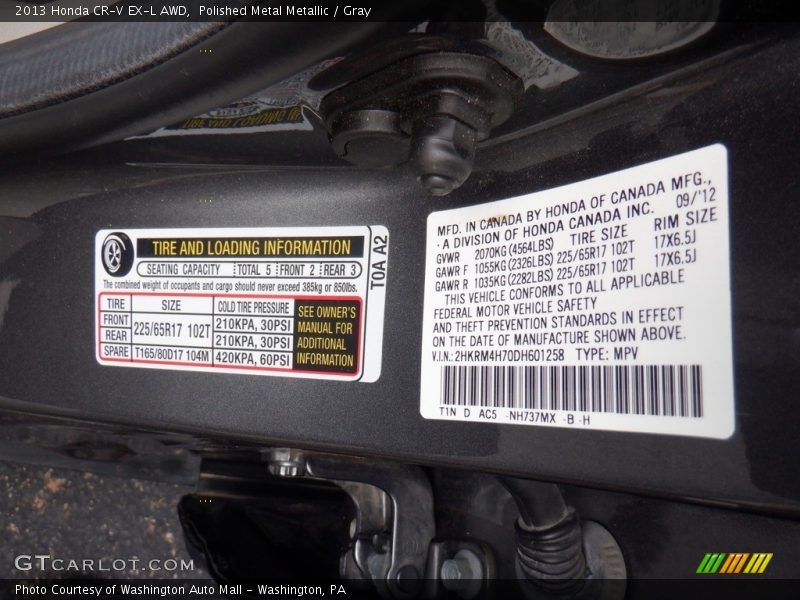 2013 Honda CR-V EX-L AWD,  Polished Metal Metallic / Gray
TIRE AND LOADING INFORMATION
SEATING CAPACITY TOTAL 5 FRONT 2 REAR 3
The combined weight of occupants and cargo should never exceed 385kg or 850lbs.
TIRE SIZE COLD TIRE PRESSURE
FRONT 225/65R17 102T 210KPA, 30PSI
REAR 210KPA, 30PSI
SPARE T165/80D17 104M 420KPA, 60PSI
SEE OWNER'S
MANUAL FOR
ADDITIONAL
INFORMATION
T0A A2
MFD. IN CANADA BY HONDA OF CANADA MFG.,
· A DIVISION OF HONDA CANADA INC. 09/'12
GVWR 2070KG (4564LBS) TIRE SIZE RIM SIZE
GAWR F 1055KG (2326LBS) 225/65R17 102T 17X6.5J
GAWR R 1035KG (2282LBS) 225/65R17 102T 17X6.5J
THIS VEHICLE CONFORMS TO ALL APPLICABLE
FEDERAL MOTOR VEHICLE SAFETY
AND THEFT PREVENTION STANDARDS IN EFFECT
ON THE DATE OF MANUFACTURE SHOWN ABOVE.
V.I.N.: 2HKRM4H70DH601258 TYPE: MPV
T1N D AC5 -NH737MX -B -H
GTCARLOT.COM
Photo Courtesy of Washington Auto Mall - Washington, PA